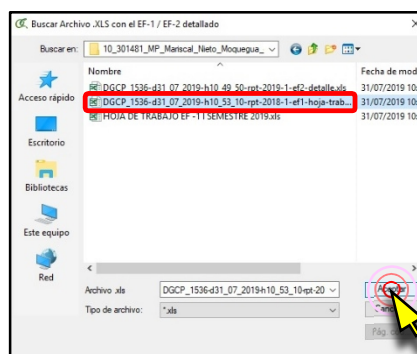 Buscar Archivo .XLS con el EF-1 / EF-2 detallado
Buscar en: 10_301481_MP_Mariscal_Nieto_Moquegua_
Nombre Fecha de mod
DGCP_1536-d31_07_2019-h10_49_50-rpt-2019-1-ef2-detalle.xls 31/07/2019 10:
DGCP_1536-d31_07_2019-h10_53_10-rpt-2018-1-ef1-hoja-trab... 31/07/2019 10:
HOJA DE TRABAJO EF -1 I SEMESTRE 2019.xls 31/07/2019 10:
Acceso rápido
Escritorio
Bibliotecas
Este equipo
Red
Archivo .xls DGCP_1536-d31_07_2019-h10_53_10-rpt-20
Tipo de archivo: *.xls
Pág.